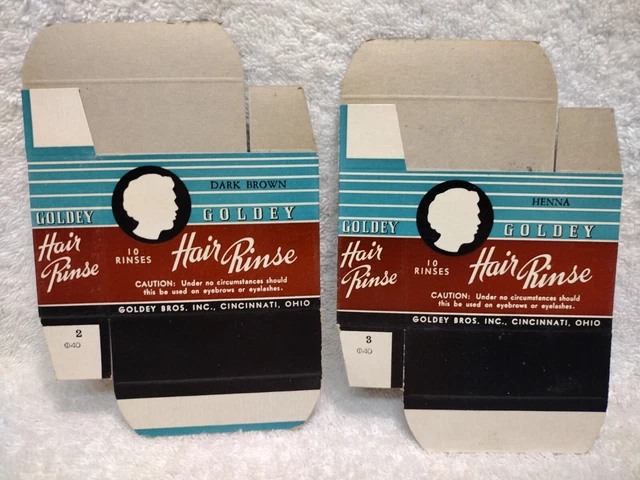 DARK BROWN
GOLDEY
GOLDEY
Hair
Rinse
10
RINSES
Hair Rinse
CAUTION: Under no circumstances should
this be used on eyebrows or eyelashes.
GOLDEY BROS. INC., CINCINNATI, OHIO
2
HENNA
GOLDEY
GOLDEY
Hair
Rinse
10
RINSES
Hair Rinse
CAUTION: Under no circumstances should
this be used on eyebrows or eyelashes.
GOLDEY BROS. INC., CINCINNATI, OHIO
3